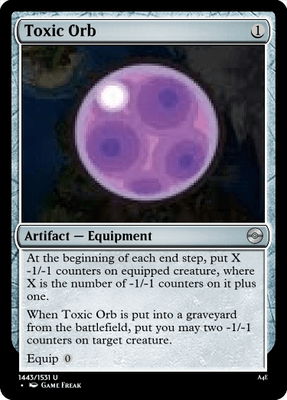 Toxic Orb 1
Artifact — Equipment
At the beginning of each end step, put X
-1/-1 counters on equipped creature, where
X is the number of -1/-1 counters on it plus
one.
When Toxic Orb is put into a graveyard
from the battlefield, put you may two -1/-1
counters on target creature.
Equip 0
1443/1531 U
A4E
• GAME FREAK